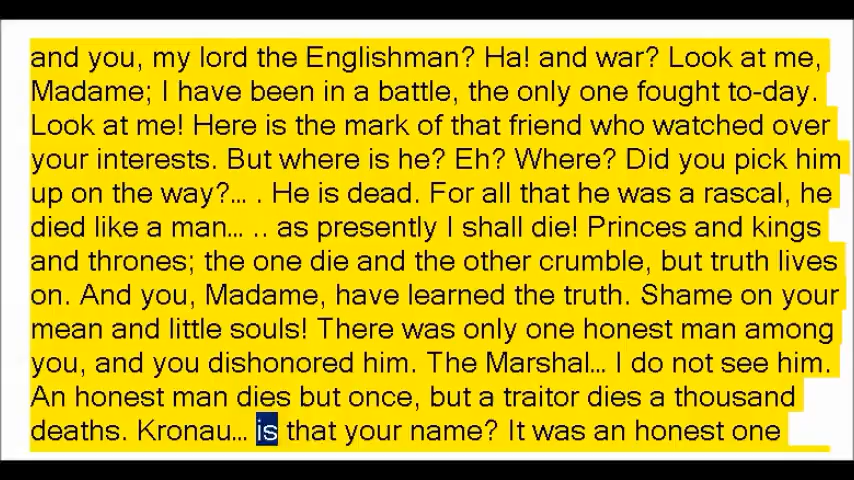 and you, my lord the Englishman? Ha! and war? Look at me,
Madame; I have been in a battle, the only one fought to-day.
Look at me! Here is the mark of that friend who watched over
your interests. But where is he? Eh? Where? Did you pick him
up on the way?... . He is dead. For all that he was a rascal, he
died like a man... .. as presently I shall die! Princes and kings
and thrones; the one die and the other crumble, but truth lives
on. And you, Madame, have learned the truth. Shame on your
mean and little souls! There was only one honest man among
you, and you dishonored him. The Marshal... I do not see him.
An honest man dies but once, but a traitor dies a thousand
deaths. Kronau... is that your name? It was an honest one